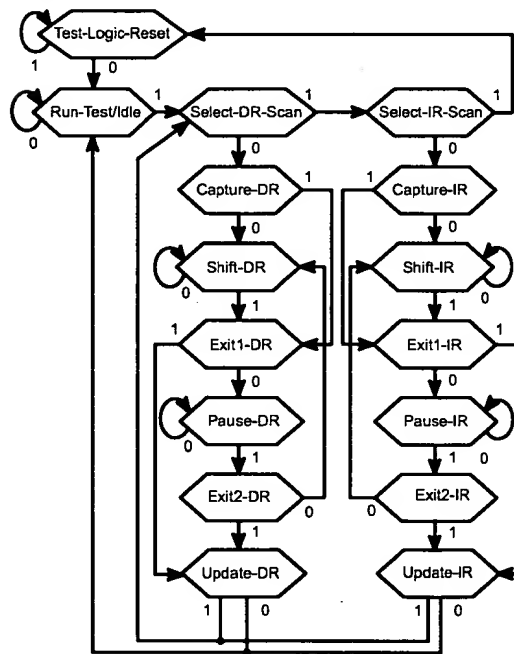 Test-Logic-Reset
0
1
0
Run-Test/Idle
1
Select-DR-Scan
1
Select-IR-Scan
1
0
0
0
Capture-DR
1
1
Capture-IR
0
0
Shift-DR
Shift-IR
0
0
1
1
1
Exit1-DR
Exit1-IR
1
0
0
Pause-DR
Pause-IR
0
0
1
1
Exit2-DR
Exit2-IR
0
0
1
1
Update-DR
Update-IR
1
0
1
0